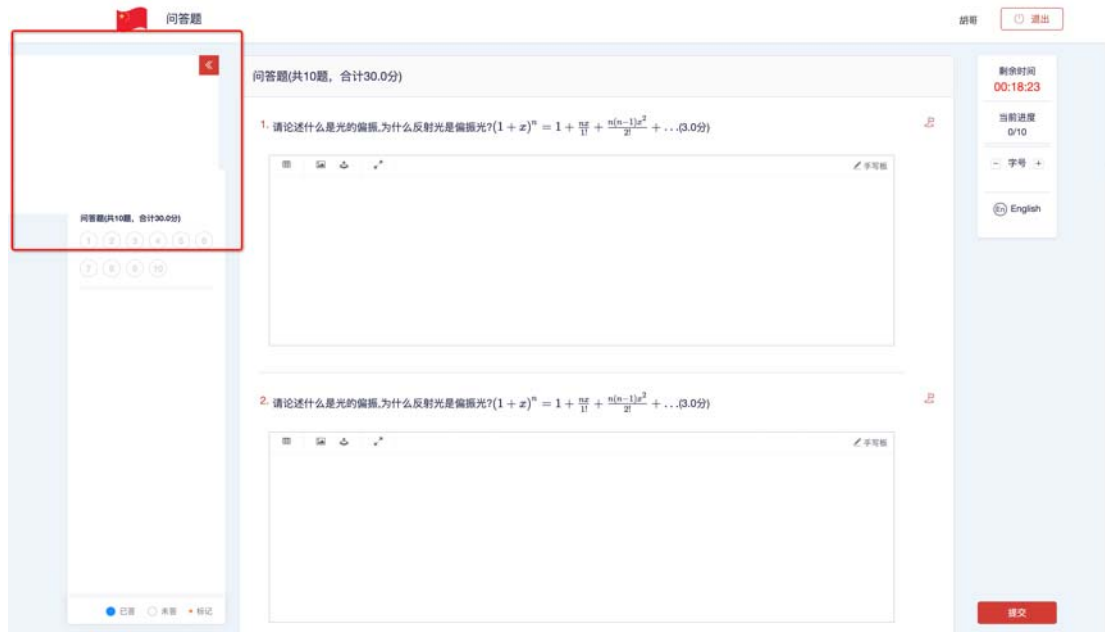 问答题
胡哥 退出
问答题(共10题，合计30.0分)
1 2 3 4 5 6
7 8 9 10
已答 未答 标记
问答题(共10题，合计30.0分)
1. 请论述什么是光的偏振,为什么反射光是偏振光?(1 + x)^n = 1 + nx/1! + n(n−1)x^2/2! + . . .(3.0分)
手写板
2. 请论述什么是光的偏振,为什么反射光是偏振光?(1 + x)^n = 1 + nx/1! + n(n−1)x^2/2! + . . .(3.0分)
手写板
剩余时间
00:18:23
当前进度
0/10
- 字号 +
En English
提交